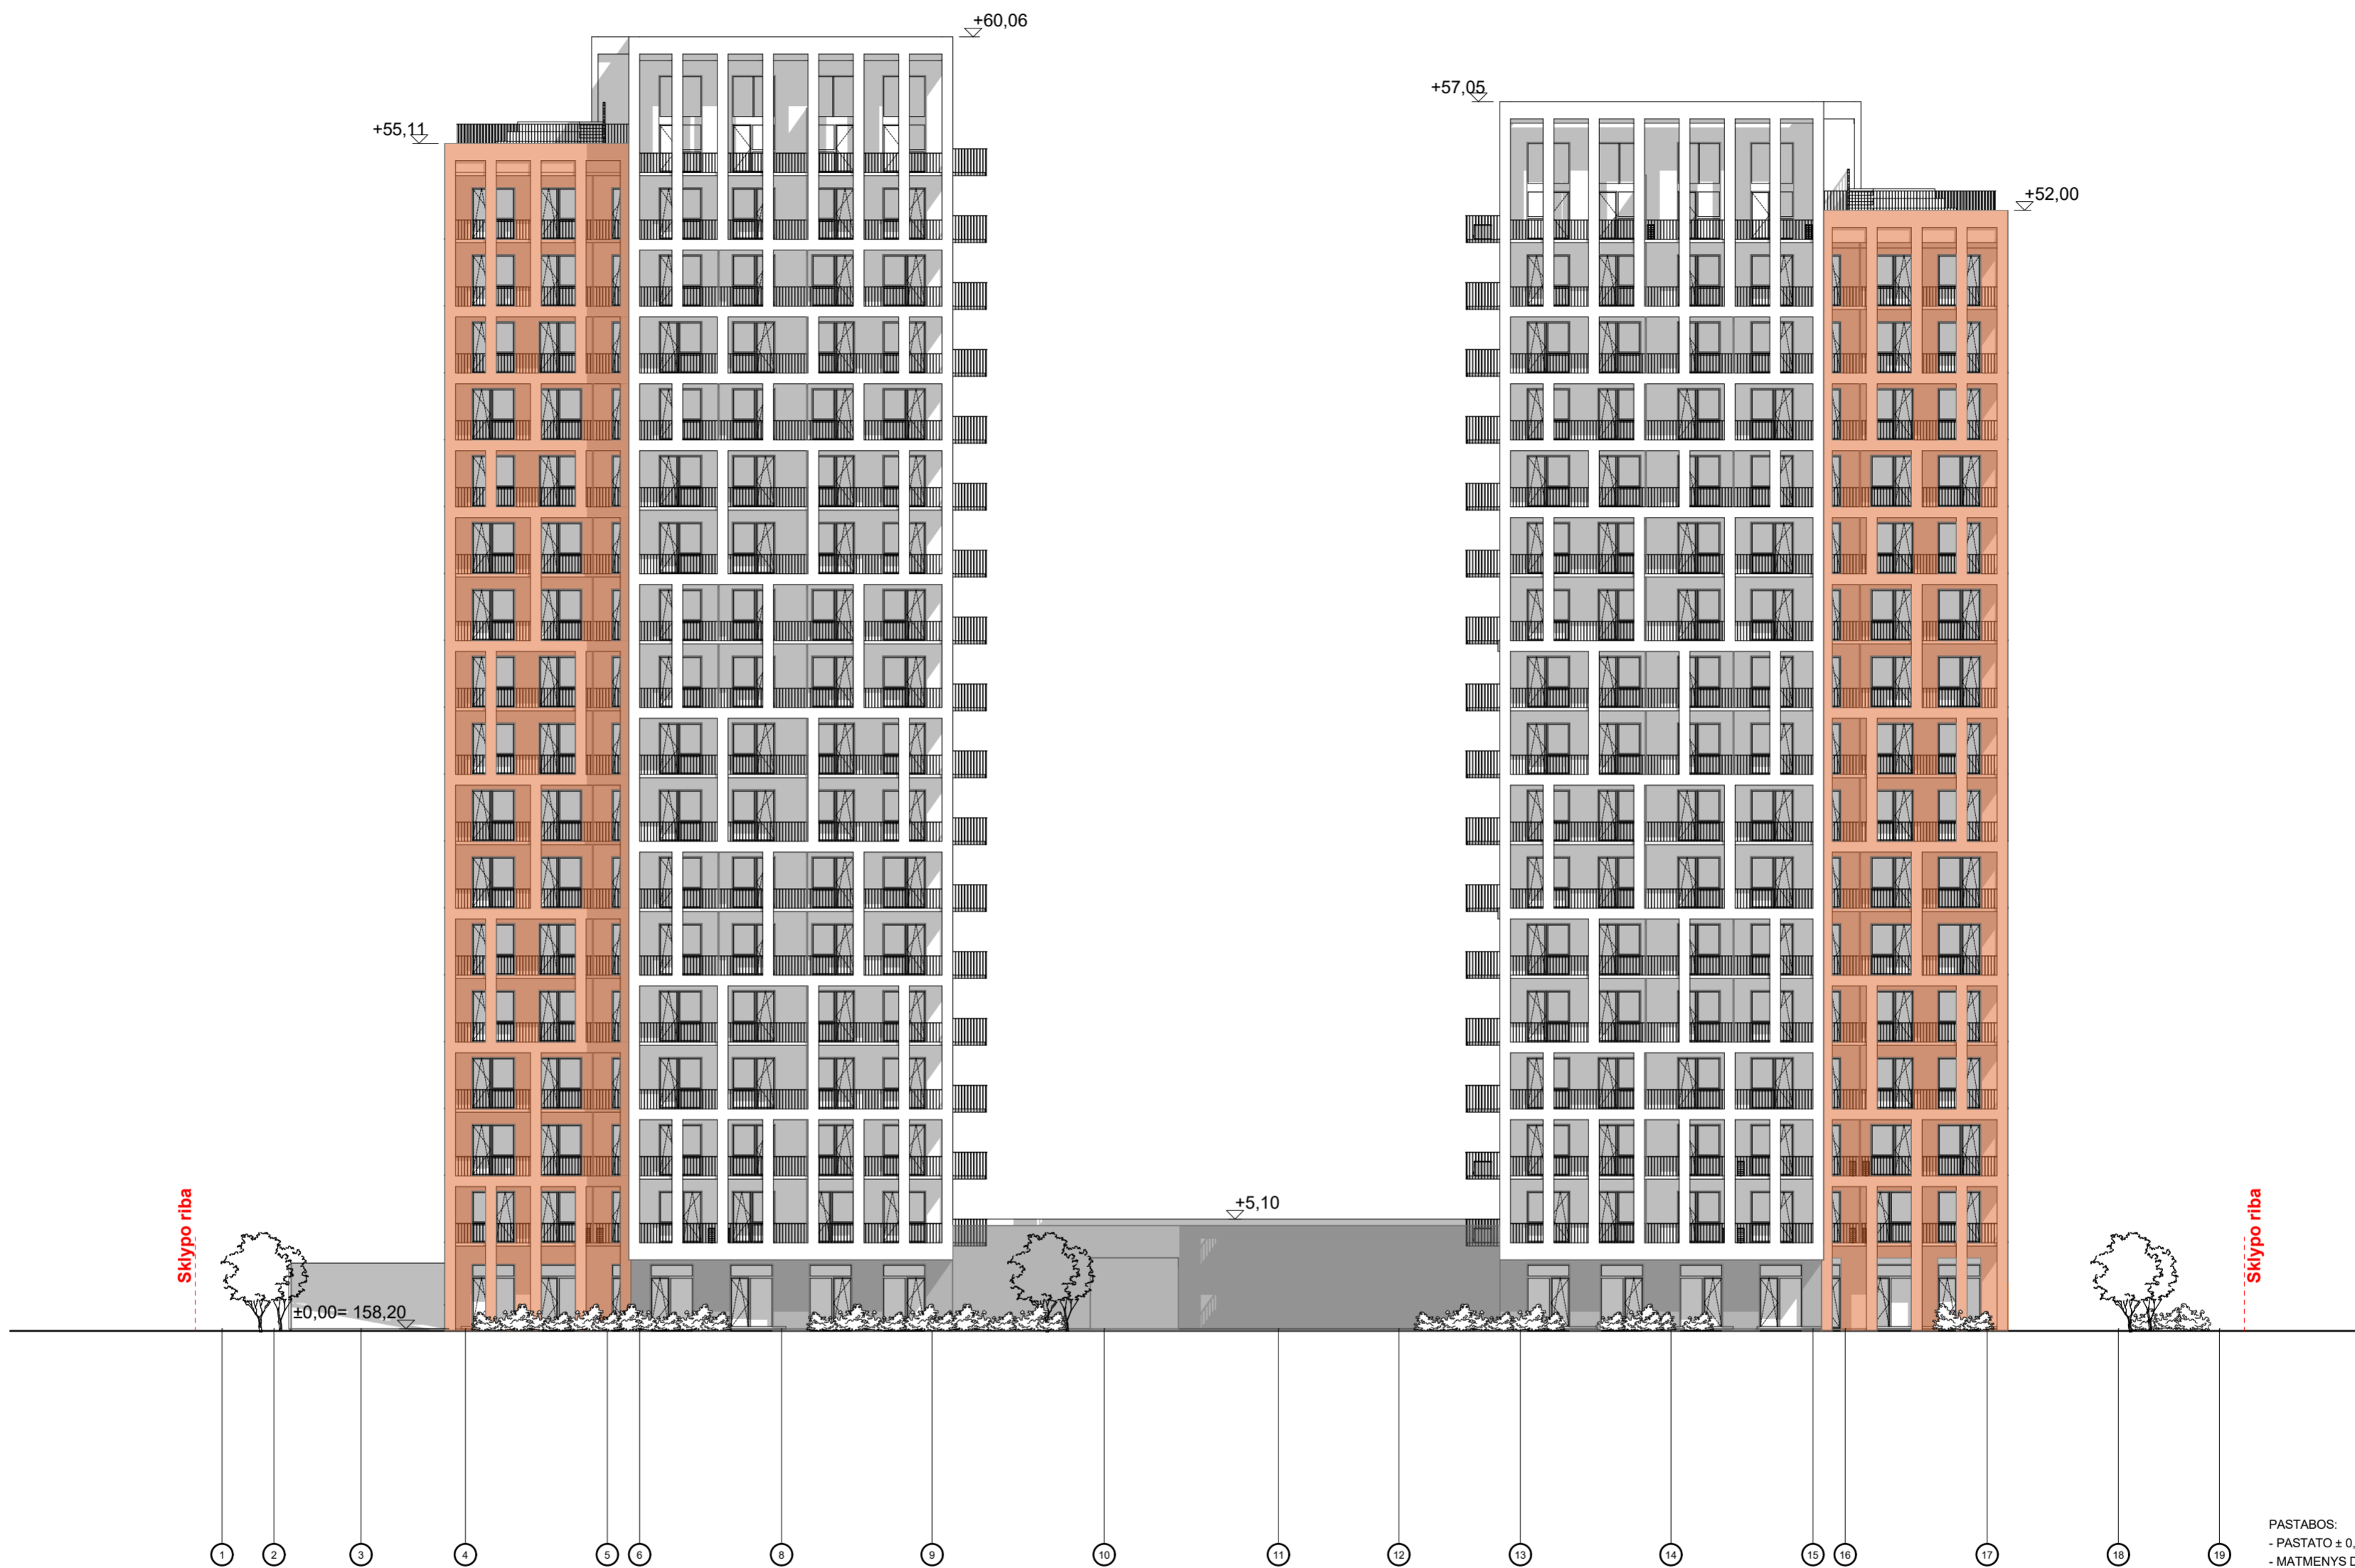 +60,06
+57,05
+55,11
+52,00
+5,10
Sklypo riba
Sklypo riba
±0,00= 158,20
1 2 3 4 5 6 8 9 10 11 12 13 14 15 16 17 18 19
PASTABOS:
- PASTATO ± 0,
- MATMENYS D